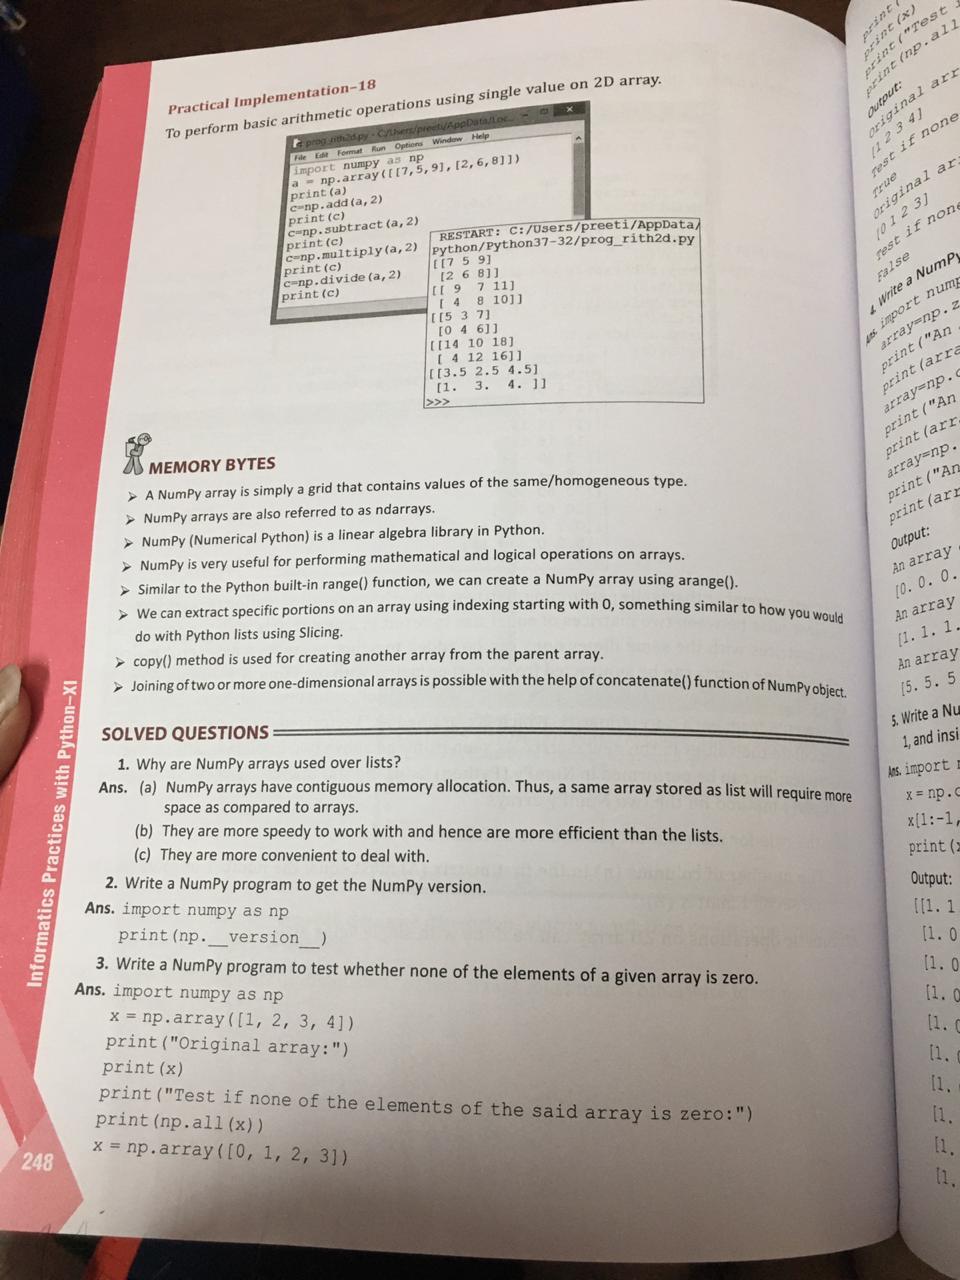 Practical Implementation–18
To perform basic arithmetic operations using single value on 2D array.
prog_rith2d.py - C:/Users/preeti/AppData/Loc...
File Edit Format Run Options Window Help
import numpy as np
a = np.array([[7,5,9],[2,6,8]])
print(a)
c=np.add(a,2)
print(c)
c=np.subtract(a,2)
print(c)
c=np.multiply(a,2)
print(c)
c=np.divide(a,2)
print(c)
RESTART: C:/Users/preeti/AppData/
Python/Python37-32/prog_rith2d.py
[[7 5 9]
[2 6 8]]
[[ 9 7 11]
[ 4 8 10]]
[[5 3 7]
[0 4 6]]
[[14 10 18]
[ 4 12 16]]
[[3.5 2.5 4.5]
[1. 3. 4. ]]
>>>
MEMORY BYTES
➢ A NumPy array is simply a grid that contains values of the same/homogeneous type.
➢ NumPy arrays are also referred to as ndarrays.
➢ NumPy (Numerical Python) is a linear algebra library in Python.
➢ NumPy is very useful for performing mathematical and logical operations on arrays.
➢ Similar to the Python built-in range() function, we can create a NumPy array using arange().
➢ We can extract specific portions on an array using indexing starting with 0, something similar to how you would
do with Python lists using Slicing.
➢ copy() method is used for creating another array from the parent array.
➢ Joining of two or more one-dimensional arrays is possible with the help of concatenate() function of NumPy object.
SOLVED QUESTIONS
1. Why are NumPy arrays used over lists?
Ans. (a) NumPy arrays have contiguous memory allocation. Thus, a same array stored as list will require more
space as compared to arrays.
(b) They are more speedy to work with and hence are more efficient than the lists.
(c) They are more convenient to deal with.
2. Write a NumPy program to get the NumPy version.
Ans. import numpy as np
print(np.__version__)
3. Write a NumPy program to test whether none of the elements of a given array is zero.
Ans. import numpy as np
x = np.array([1, 2, 3, 4])
print("Original array:")
print(x)
print("Test if none of the elements of the said array is zero:")
print(np.all(x))
x = np.array([0, 1, 2, 3])
Informatics Practices with Python–XI
248
print(
print(x)
print("Test i
print(np.all
Output:
Original arr
[1 2 3 4]
Test if none
True
Original ar
[0 1 2 3]
Test if none
False
4. Write a NumPy
Ans. import nump
array=np.z
print("An
print(arra
array=np.o
print("An
print(arr
array=np.
print("An
print(arr
Output:
An array
[0. 0. 0.
An array
[1. 1. 1.
An array
[5. 5. 5
5. Write a Nu
1, and insi
Ans. import
x = np.o
x[1:-1,
print(x
Output:
[[1. 1
[1. 0
[1. 0
[1. 0
[1. 0
[1.
[1.
[1.
[1.
[1.